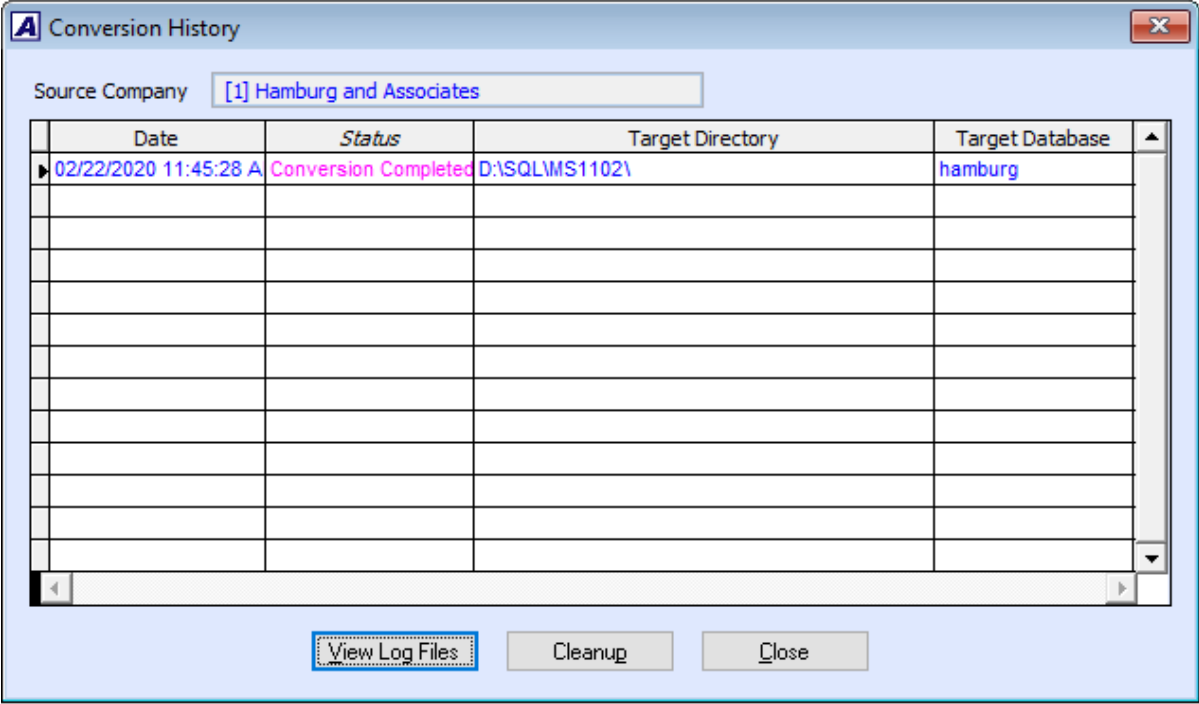 A Conversion History
Source Company [1] Hamburg and Associates
Date Status Target Directory Target Database
02/22/2020 11:45:28 A Conversion Completed D:\SQL\MS1102\ hamburg
View Log Files Cleanup Close